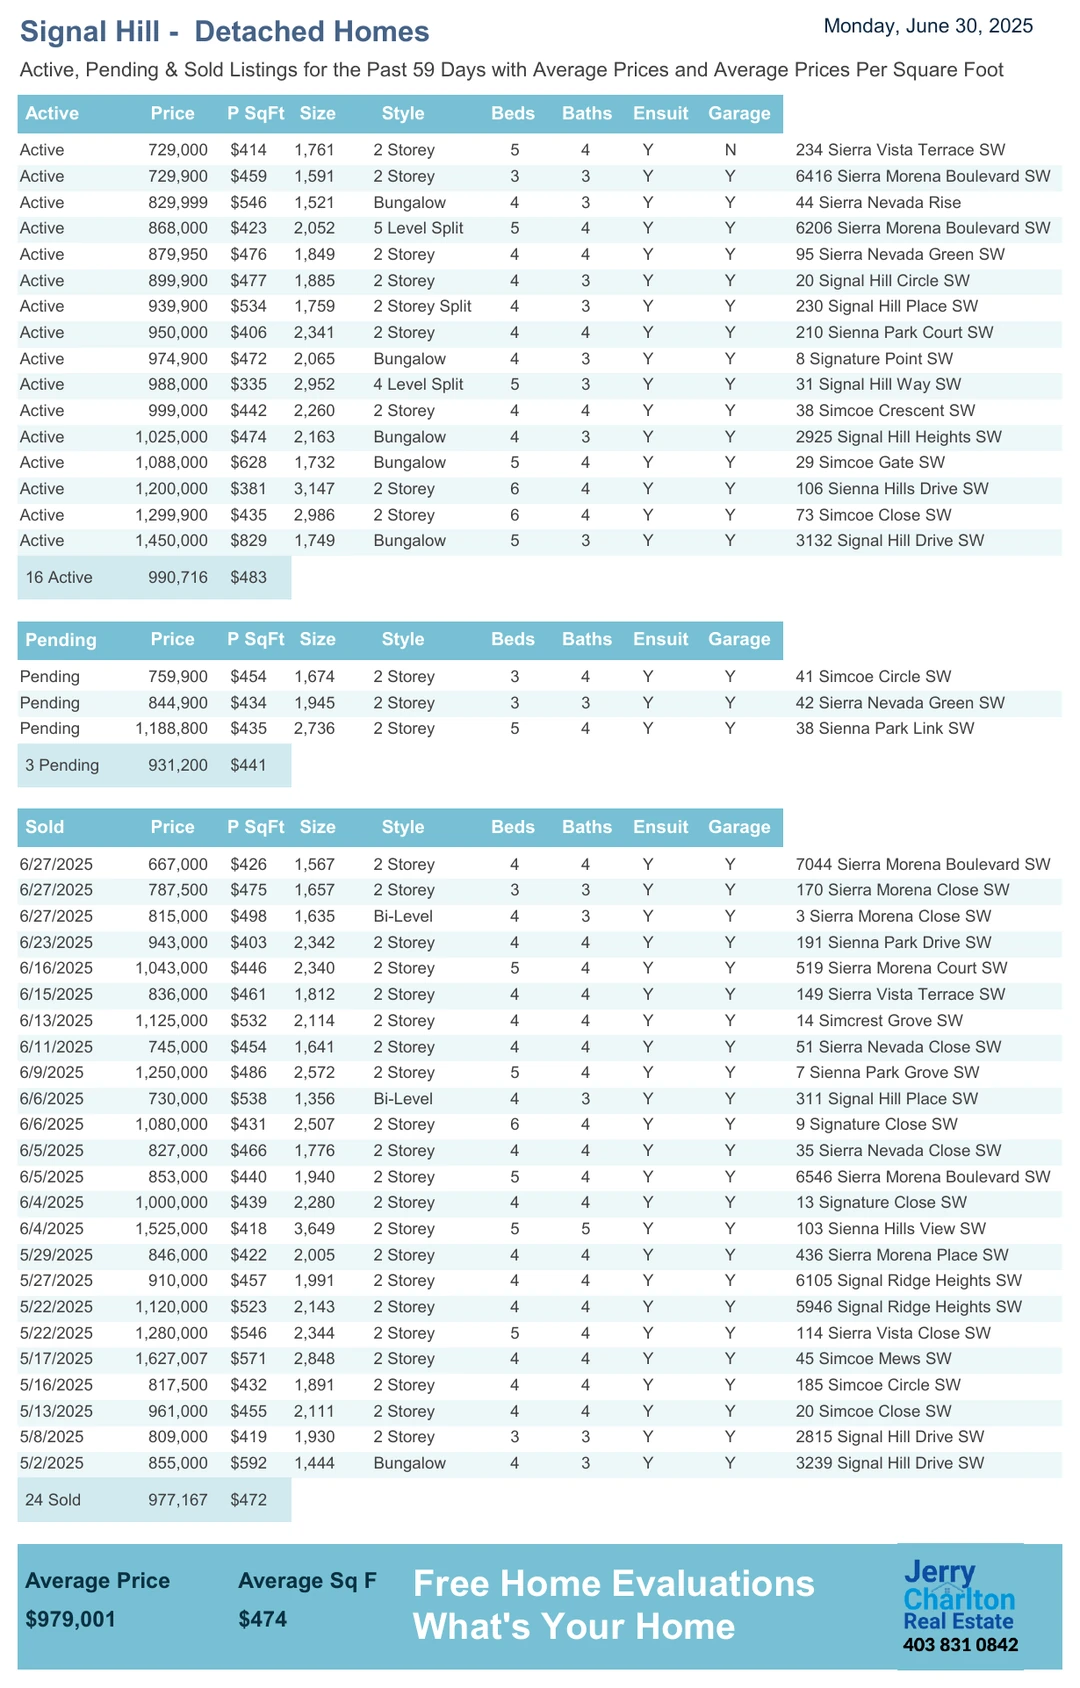 Signal Hill - Detached Homes
Monday, June 30, 2025
Active, Pending & Sold Listings for the Past 59 Days with Average Prices and Average Prices Per Square Foot
Active Price P SqFt Size Style Beds Baths Ensuit Garage
Active 729,000 $414 1,761 2 Storey 5 4 Y N 234 Sierra Vista Terrace SW
Active 729,900 $459 1,591 2 Storey 3 3 Y Y 6416 Sierra Morena Boulevard SW
Active 829,999 $546 1,521 Bungalow 4 3 Y Y 44 Sierra Nevada Rise
Active 868,000 $423 2,052 5 Level Split 5 4 Y Y 6206 Sierra Morena Boulevard SW
Active 879,950 $476 1,849 2 Storey 4 4 Y Y 95 Sierra Nevada Green SW
Active 899,900 $477 1,885 2 Storey 4 3 Y Y 20 Signal Hill Circle SW
Active 939,900 $534 1,759 2 Storey Split 4 3 Y Y 230 Signal Hill Place SW
Active 950,000 $406 2,341 2 Storey 4 4 Y Y 210 Sienna Park Court SW
Active 974,900 $472 2,065 Bungalow 4 3 Y Y 8 Signature Point SW
Active 988,000 $335 2,952 4 Level Split 5 3 Y Y 31 Signal Hill Way SW
Active 999,000 $442 2,260 2 Storey 4 4 Y Y 38 Simcoe Crescent SW
Active 1,025,000 $474 2,163 Bungalow 4 3 Y Y 2925 Signal Hill Heights SW
Active 1,088,000 $628 1,732 Bungalow 5 4 Y Y 29 Simcoe Gate SW
Active 1,200,000 $381 3,147 2 Storey 6 4 Y Y 106 Sienna Hills Drive SW
Active 1,299,900 $435 2,986 2 Storey 6 4 Y Y 73 Simcoe Close SW
Active 1,450,000 $829 1,749 Bungalow 5 3 Y Y 3132 Signal Hill Drive SW
16 Active 990,716 $483
Pending Price P SqFt Size Style Beds Baths Ensuit Garage
Pending 759,900 $454 1,674 2 Storey 3 4 Y Y 41 Simcoe Circle SW
Pending 844,900 $434 1,945 2 Storey 3 3 Y Y 42 Sierra Nevada Green SW
Pending 1,188,800 $435 2,736 2 Storey 5 4 Y Y 38 Sienna Park Link SW
3 Pending 931,200 $441
Sold Price P SqFt Size Style Beds Baths Ensuit Garage
6/27/2025 667,000 $426 1,567 2 Storey 4 4 Y Y 7044 Sierra Morena Boulevard SW
6/27/2025 787,500 $475 1,657 2 Storey 3 3 Y Y 170 Sierra Morena Close SW
6/27/2025 815,000 $498 1,635 Bi-Level 4 3 Y Y 3 Sierra Morena Close SW
6/23/2025 943,000 $403 2,342 2 Storey 4 4 Y Y 191 Sienna Park Drive SW
6/16/2025 1,043,000 $446 2,340 2 Storey 5 4 Y Y 519 Sierra Morena Court SW
6/15/2025 836,000 $461 1,812 2 Storey 4 4 Y Y 149 Sierra Vista Terrace SW
6/13/2025 1,125,000 $532 2,114 2 Storey 4 4 Y Y 14 Simcrest Grove SW
6/11/2025 745,000 $454 1,641 2 Storey 4 4 Y Y 51 Sierra Nevada Close SW
6/9/2025 1,250,000 $486 2,572 2 Storey 5 4 Y Y 7 Sienna Park Grove SW
6/6/2025 730,000 $538 1,356 Bi-Level 4 3 Y Y 311 Signal Hill Place SW
6/6/2025 1,080,000 $431 2,507 2 Storey 6 4 Y Y 9 Signature Close SW
6/5/2025 827,000 $466 1,776 2 Storey 4 4 Y Y 35 Sierra Nevada Close SW
6/5/2025 853,000 $440 1,940 2 Storey 5 4 Y Y 6546 Sierra Morena Boulevard SW
6/4/2025 1,000,000 $439 2,280 2 Storey 4 4 Y Y 13 Signature Close SW
6/4/2025 1,525,000 $418 3,649 2 Storey 5 5 Y Y 103 Sienna Hills View SW
5/29/2025 846,000 $422 2,005 2 Storey 4 4 Y Y 436 Sierra Morena Place SW
5/27/2025 910,000 $457 1,991 2 Storey 4 4 Y Y 6105 Signal Ridge Heights SW
5/22/2025 1,120,000 $523 2,143 2 Storey 4 4 Y Y 5946 Signal Ridge Heights SW
5/22/2025 1,280,000 $546 2,344 2 Storey 5 4 Y Y 114 Sierra Vista Close SW
5/17/2025 1,627,007 $571 2,848 2 Storey 4 4 Y Y 45 Simcoe Mews SW
5/16/2025 817,500 $432 1,891 2 Storey 4 4 Y Y 185 Simcoe Circle SW
5/13/2025 961,000 $455 2,111 2 Storey 4 4 Y Y 20 Simcoe Close SW
5/8/2025 809,000 $419 1,930 2 Storey 3 3 Y Y 2815 Signal Hill Drive SW
5/2/2025 855,000 $592 1,444 Bungalow 4 3 Y Y 3239 Signal Hill Drive SW
24 Sold 977,167 $472
Average Price Average Sq F
$979,001 $474
Free Home Evaluations
What's Your Home
Jerry
Charlton
Real Estate
403 831 0842